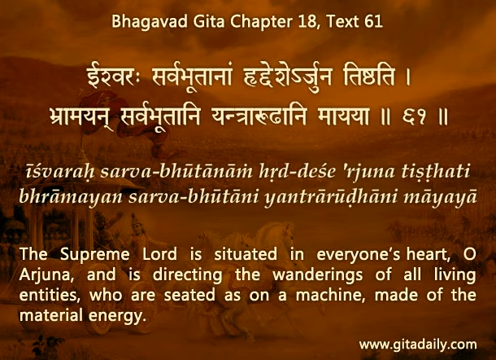 Bhagavad Gita Chapter 18, Text 61
ईश्वरः सर्वभूतानां हृद्देशेऽर्जुन तिष्ठति ।
भ्रामयन् सर्वभूतानि यन्त्रारूढानि मायया ॥ ६१ ॥
īśvaraḥ sarva-bhūtānāṁ hṛd-deśe 'rjuna tiṣṭhati
bhrāmayan sarva-bhūtāni yantrārūḍhāni māyayā
The Supreme Lord is situated in everyone's heart, O
Arjuna, and is directing the wanderings of all living
entities, who are seated as on a machine, made of the
material energy.
www.gitadaily.com